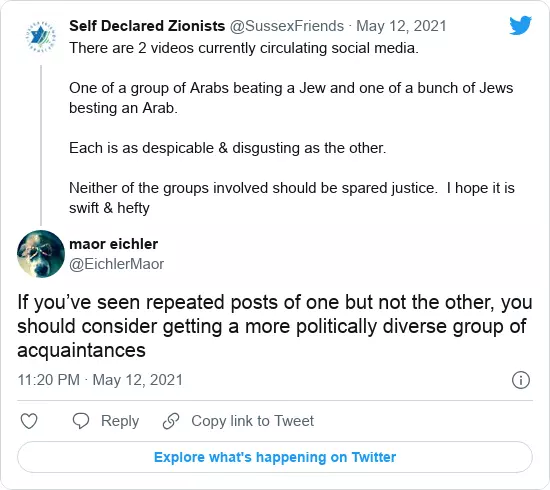 Self Declared Zionists @SussexFriends · May 12, 2021
There are 2 videos currently circulating social media.
One of a group of Arabs beating a Jew and one of a bunch of Jews
besting an Arab.
Each is as despicable & disgusting as the other.
Neither of the groups involved should be spared justice.  I hope it is
swift & hefty
maor eichler
@EichlerMaor
If you’ve seen repeated posts of one but not the other, you
should consider getting a more politically diverse group of
acquaintances
11:20 PM · May 12, 2021
Reply
Copy link to Tweet
Explore what's happening on Twitter